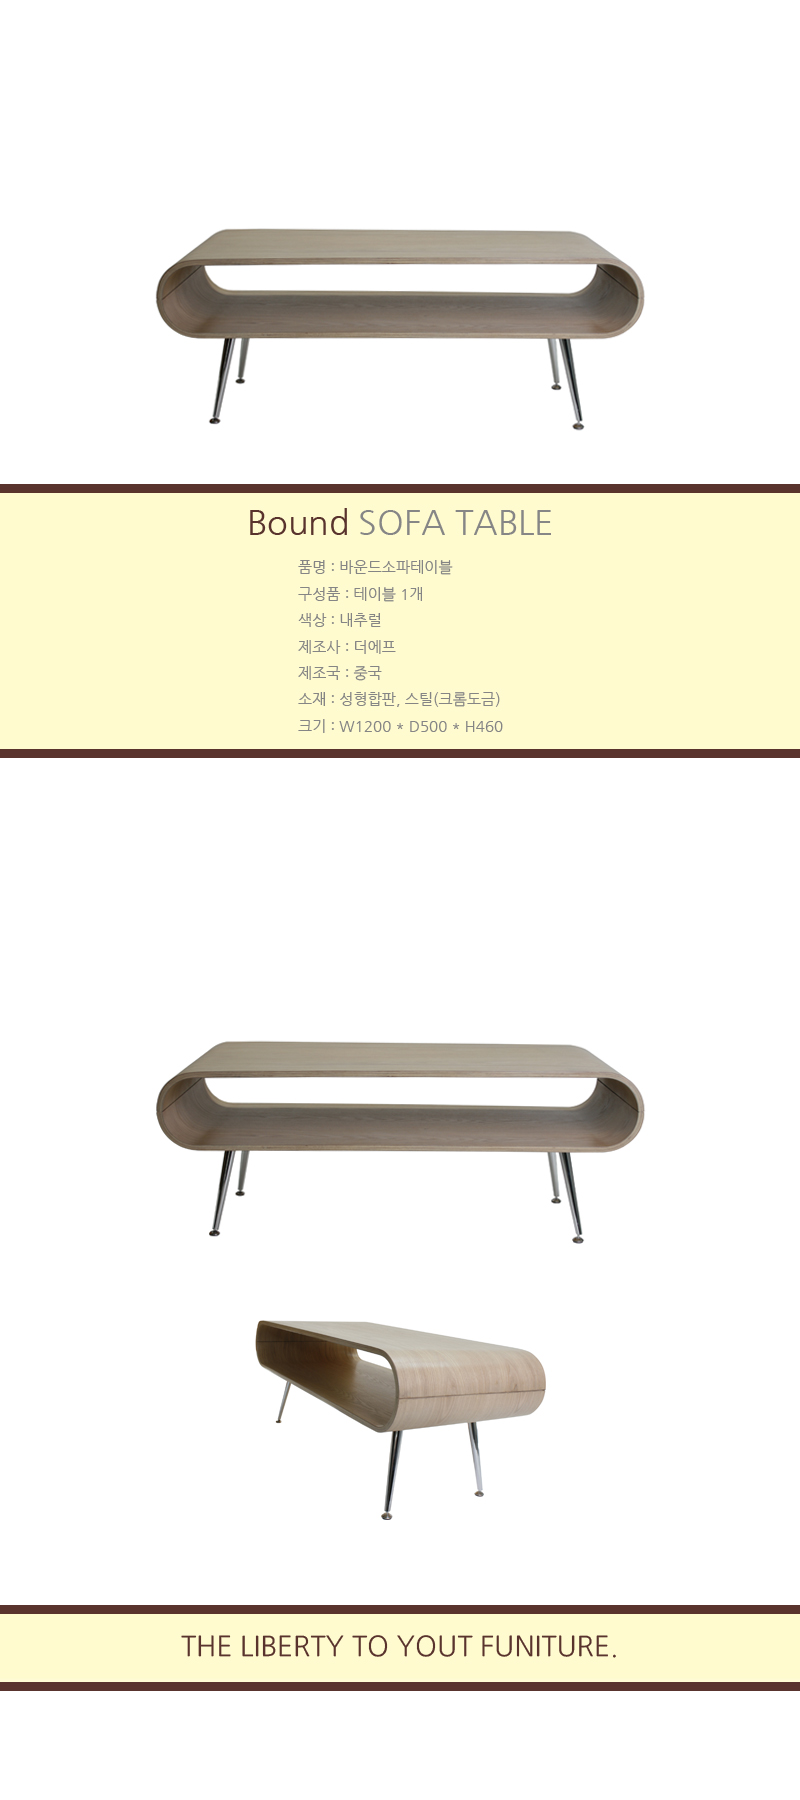 Bound SOFA TABLE
품명 : 바운드소파테이블
구성품 : 테이블 1개
색상 : 내추럴
제조사 : 더에프
제조국 : 중국
소재 : 성형합판, 스틸(크롬도금)
크기 : W1200 * D500 * H460
THE LIBERTY TO YOUT FUNITURE.